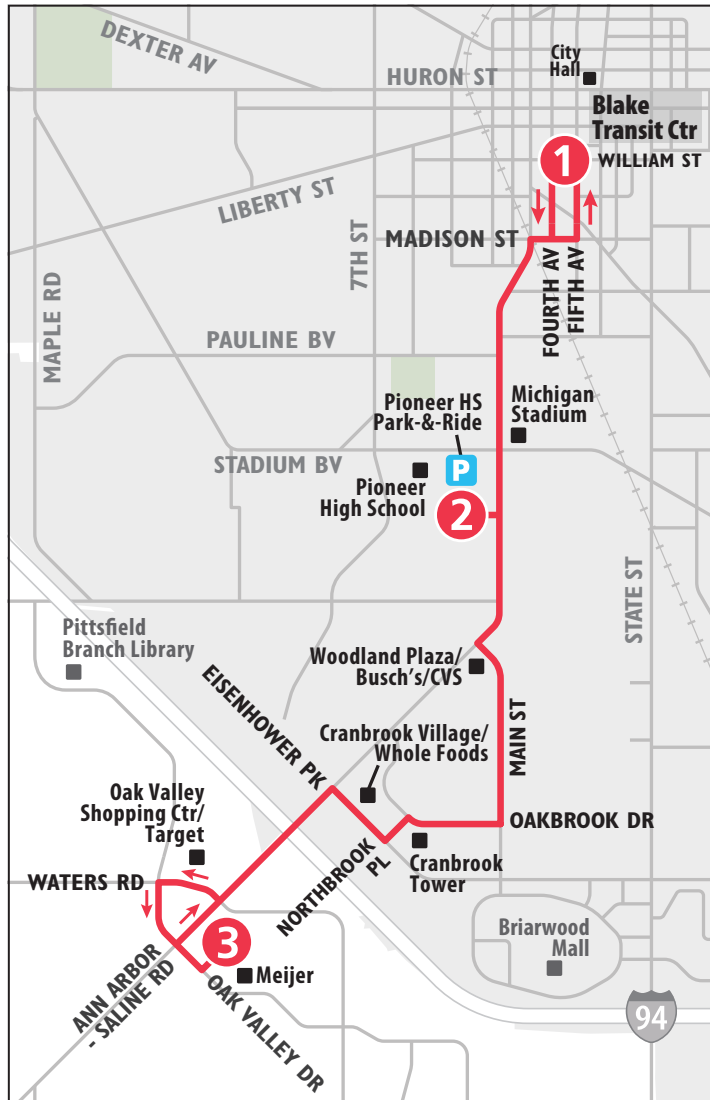 DEXTER AV
City
Hall
HURON ST
Blake
Transit Ctr
1
WILLIAM ST
LIBERTY ST
7TH ST
MADISON ST
FOURTH AV
FIFTH AV
MAPLE RD
PAULINE BV
Pioneer HS
Park-&-Ride
Michigan
Stadium
STADIUM BV
P
Pioneer
High School
2
STATE ST
Pittsfield
Branch Library
Woodland Plaza/
Busch's/CVS
EISENHOWER PK
MAIN ST
Cranbrook Village/
Whole Foods
Oak Valley
Shopping Ctr/
Target
OAKBROOK DR
NORTHBROOK
PL
Cranbrook
Tower
WATERS RD
Briarwood
Mall
3
Meijer
ANN ARBOR
- SALINE RD
OAK VALLEY DR
94